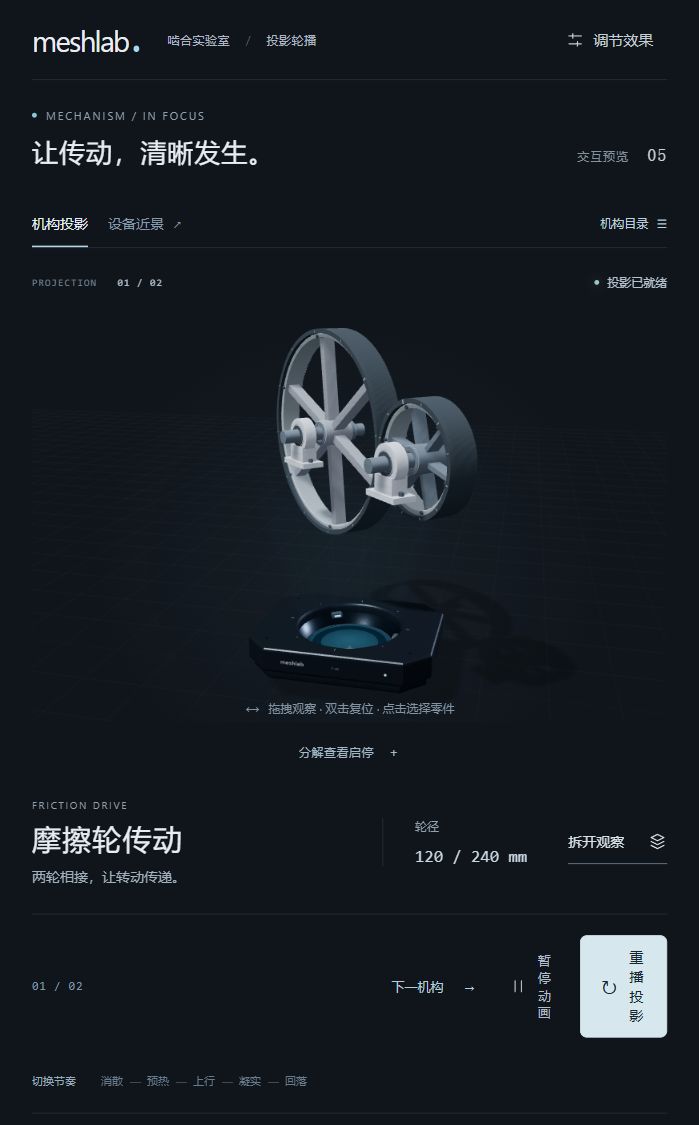 meshlab.
啮合实验室 / 投影轮播
调节效果
MECHANISM / IN FOCUS
让传动，清晰发生。
交互预览 05
机构投影 设备近景 ↗
机构目录 ☰
PROJECTION 01 / 02
投影已就绪
meshlab
↔ 拖拽观察 · 双击复位 · 点击选择零件
分解查看启停 +
FRICTION DRIVE
摩擦轮传动
两轮相接，让转动传递。
轮径
120 / 240 mm
拆开观察
01 / 02
下一机构 →
暂停动画
重播投影
切换节奏 消散 — 预热 — 上行 — 凝实 — 回落